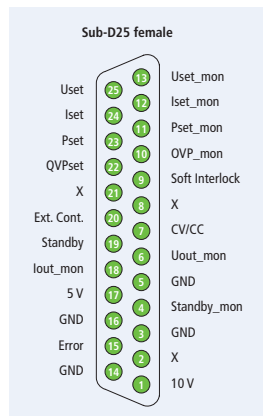 Sub-D25 female
13 Uset_mon
Uset 25
12 Iset_mon
Iset 24
11 Pset_mon
Pset 23
10 OVP_mon
QVPset 22
9 Soft Interlock
X 21
8 X
Ext. Cont. 20
7 CV/CC
Standby 19
6 Uout_mon
Iout_mon 18
5 GND
5 V 17
4 Standby_mon
GND 16
3 GND
Error 15
2 X
GND 14
1 10 V